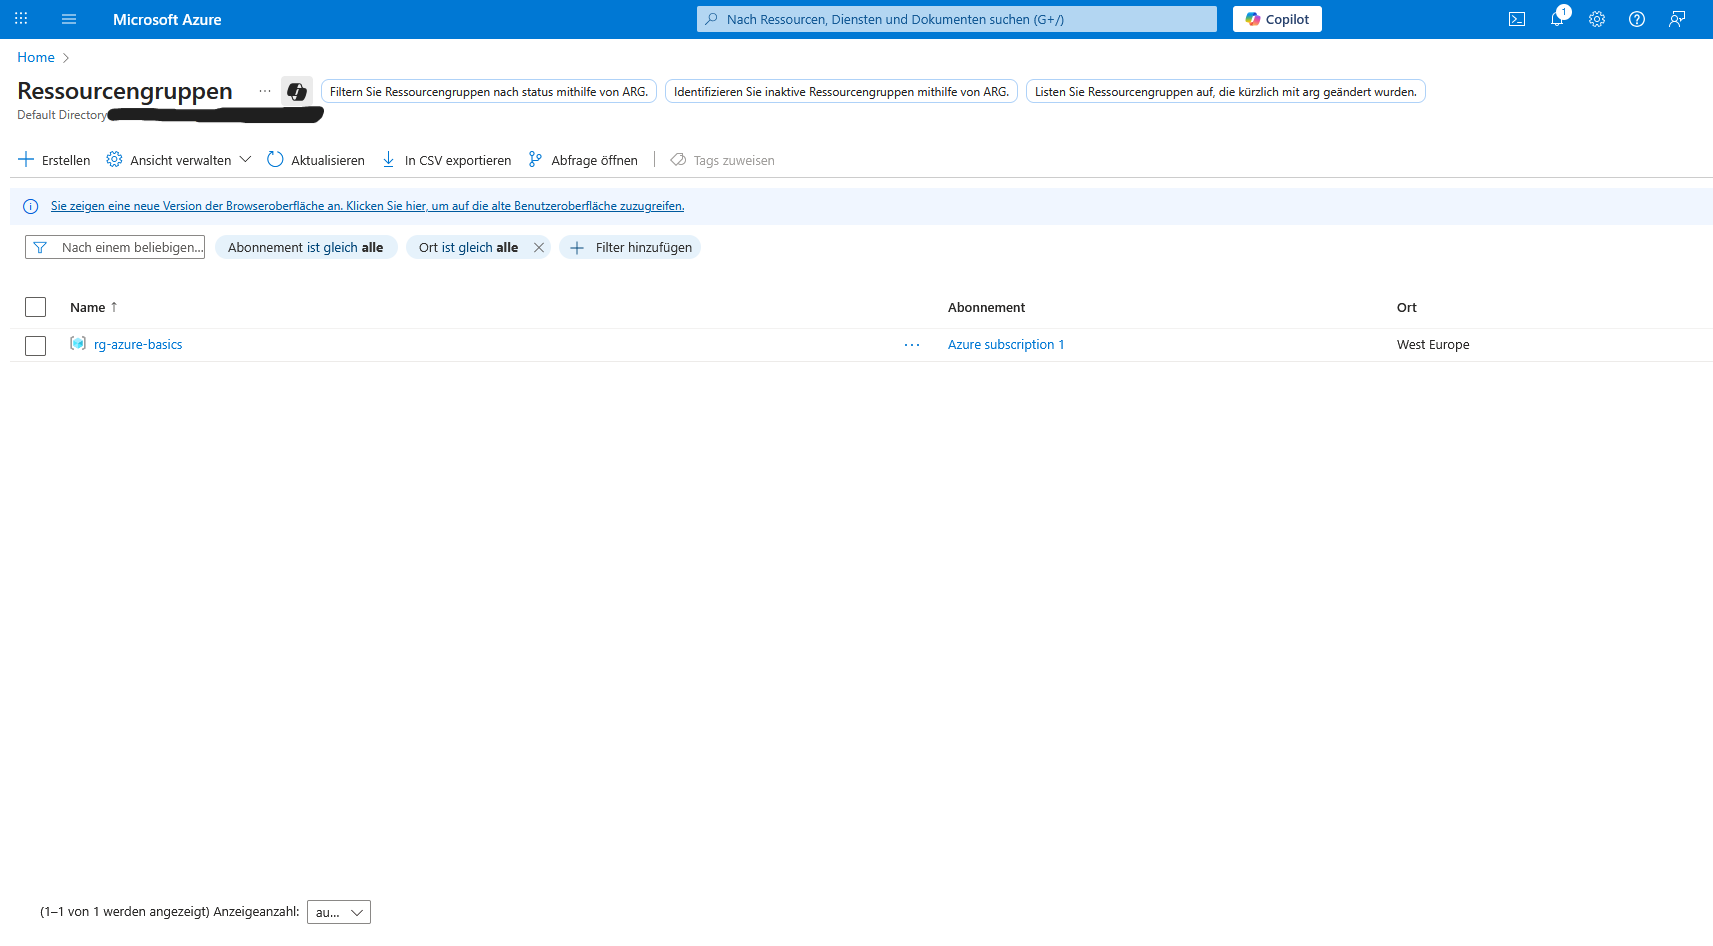 Microsoft Azure
Nach Ressourcen, Diensten und Dokumenten suchen (G+/)
Copilot
1
Home
Ressourcengruppen
Filtern Sie Ressourcengruppen nach status mithilfe von ARG.
Identifizieren Sie inaktive Ressourcengruppen mithilfe von ARG.
Listen Sie Ressourcengruppen auf, die kürzlich mit arg geändert wurden.
Default Directory
Erstellen
Ansicht verwalten
Aktualisieren
In CSV exportieren
Abfrage öffnen
Tags zuweisen
Sie zeigen eine neue Version der Browseroberfläche an. Klicken Sie hier, um auf die alte Benutzeroberfläche zuzugreifen.
Nach einem beliebigen...
Abonnement ist gleich alle
Ort ist gleich alle
Filter hinzufügen
Name ↑
Abonnement
Ort
rg-azure-basics
Azure subscription 1
West Europe
(1–1 von 1 werden angezeigt) Anzeigeanzahl:
au...